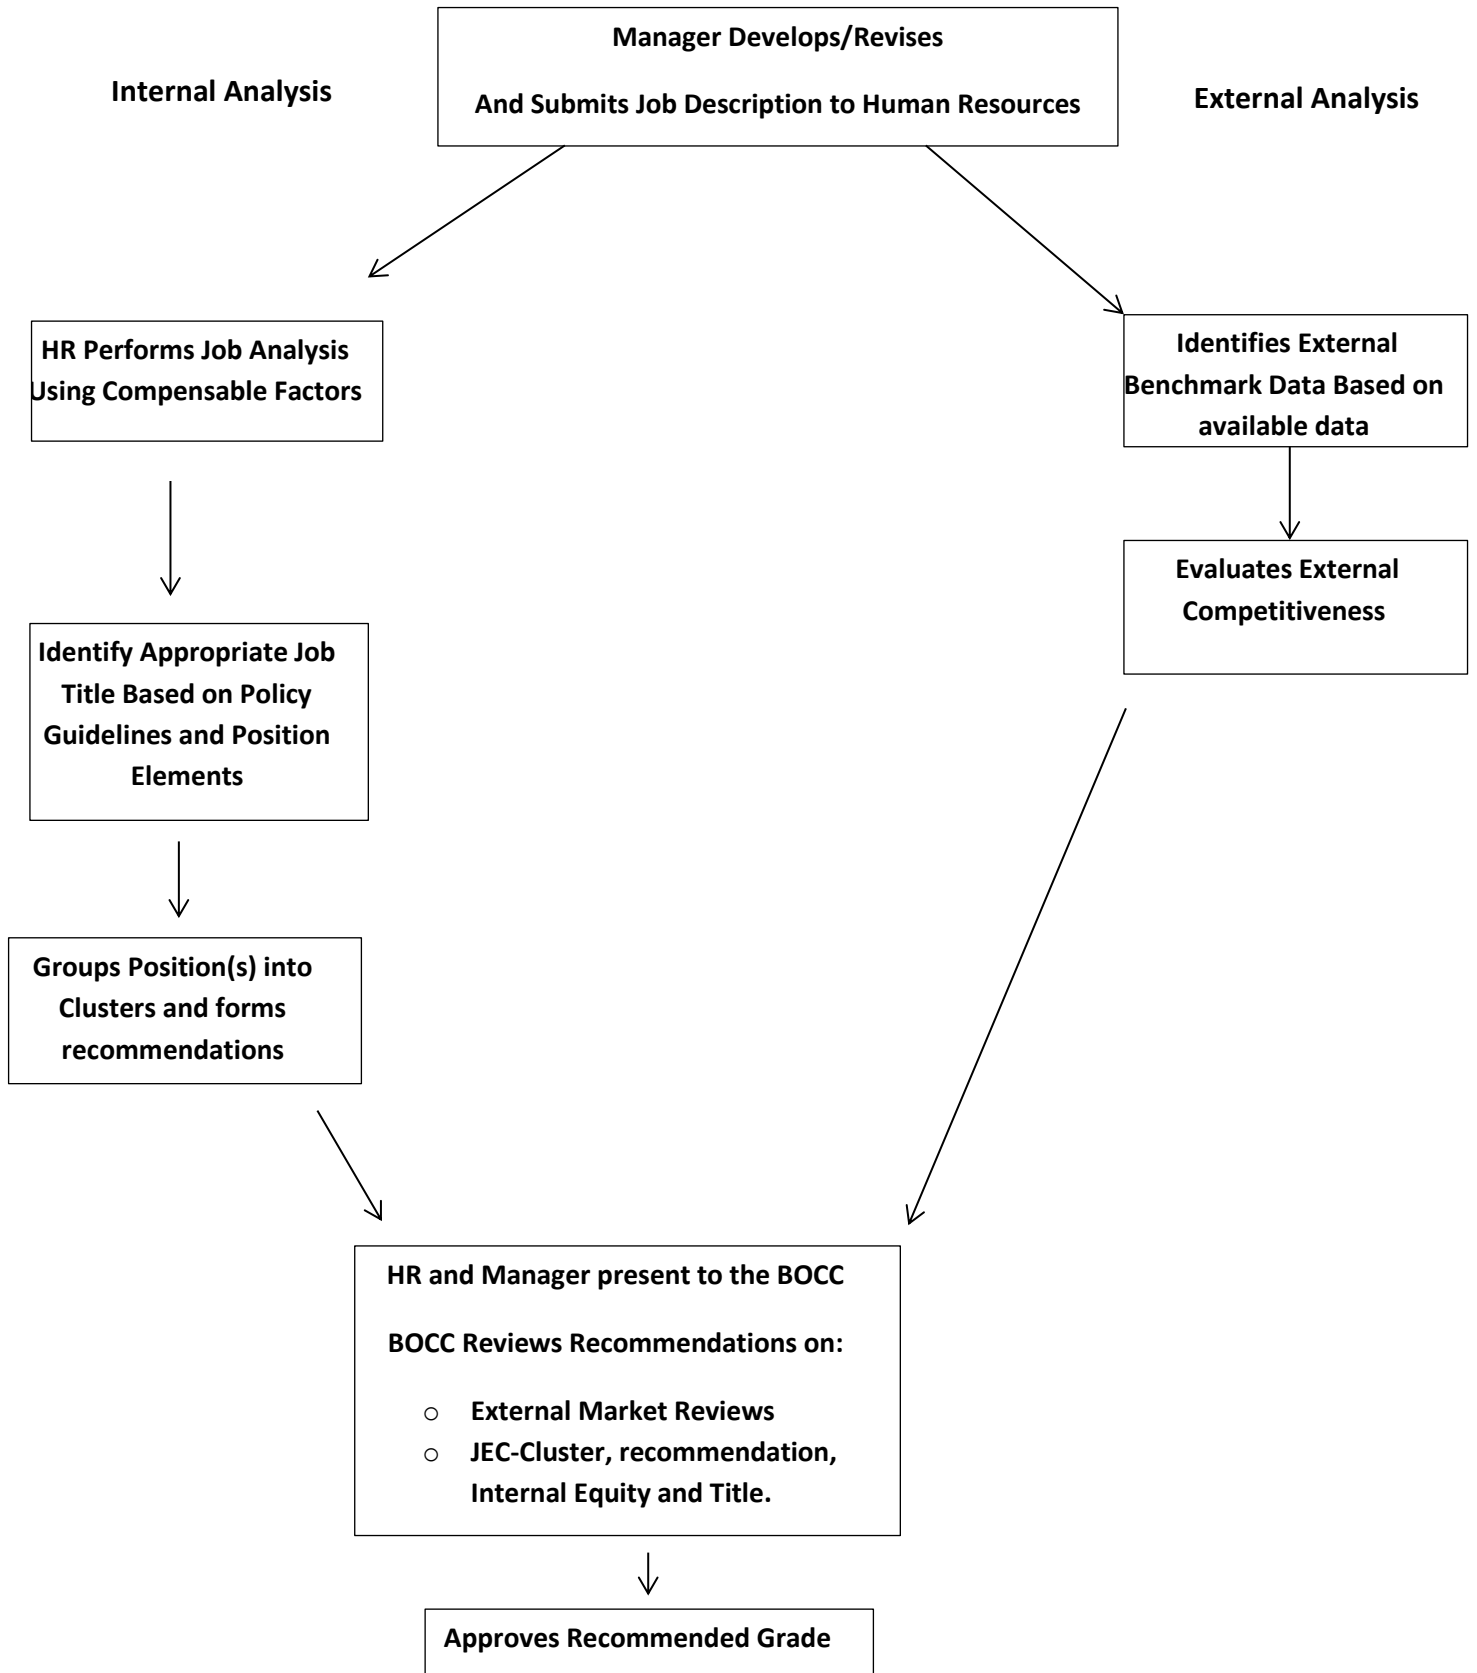 Manager Develops/Revises
And Submits Job Description to Human Resources
Internal Analysis
External Analysis
HR Performs Job Analysis
Using Compensable Factors
Identifies External
Benchmark Data Based on
available data
Evaluates External
Competitiveness
Identify Appropriate Job
Title Based on Policy
Guidelines and Position
Elements
Groups Position(s) into
Clusters and forms
recommendations
HR and Manager present to the BOCC
BOCC Reviews Recommendations on:
o External Market Reviews
o JEC-Cluster, recommendation,
Internal Equity and Title.
Approves Recommended Grade